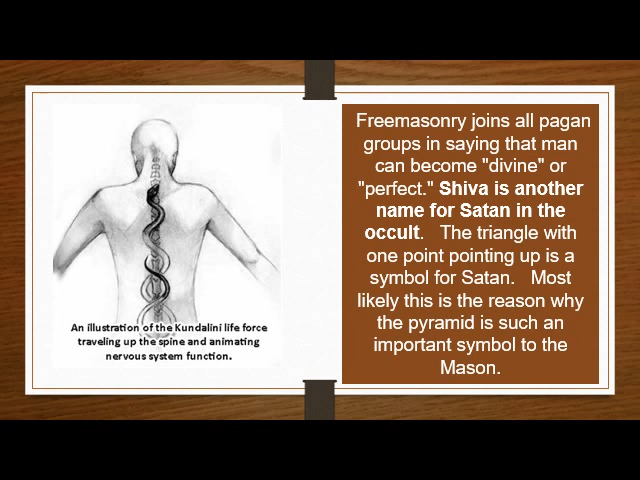 An illustration of the Kundalini life force
traveling up the spine and animating
nervous system function.
Freemasonry joins all pagan
groups in saying that man
can become "divine" or
"perfect." Shiva is another
name for Satan in the
occult. The triangle with
one point pointing up is a
symbol for Satan. Most
likely this is the reason why
the pyramid is such an
important symbol to the
Mason.